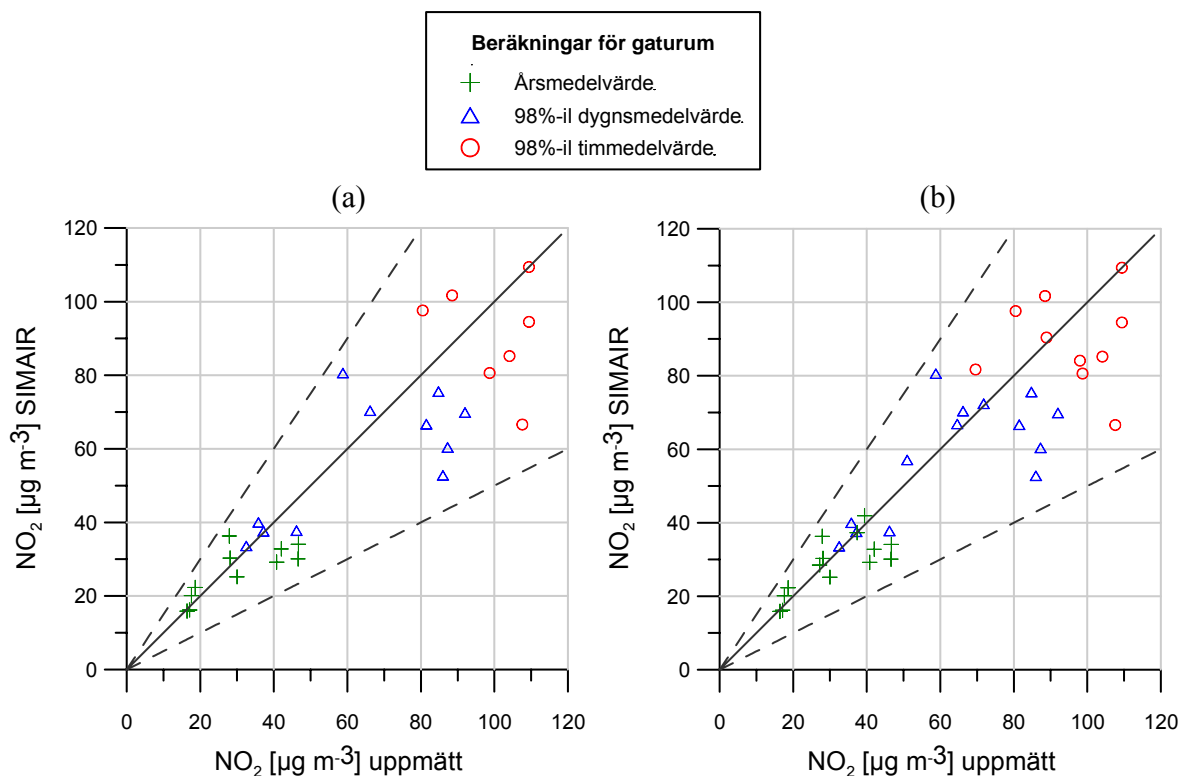 Beräkningar för gaturum
Årsmedelvärde.
98%-il dygnsmedelvärde.
98%-il timmedelvärde.
(a)
(b)
120
100
80
60
40
20
0
NO₂ [µg m⁻³] SIMAIR
0 20 40 60 80 100 120
NO₂ [µg m⁻³] uppmätt
120
100
80
60
40
20
0
NO₂ [µg m⁻³] SIMAIR
0 20 40 60 80 100 120
NO₂ [µg m⁻³] uppmätt